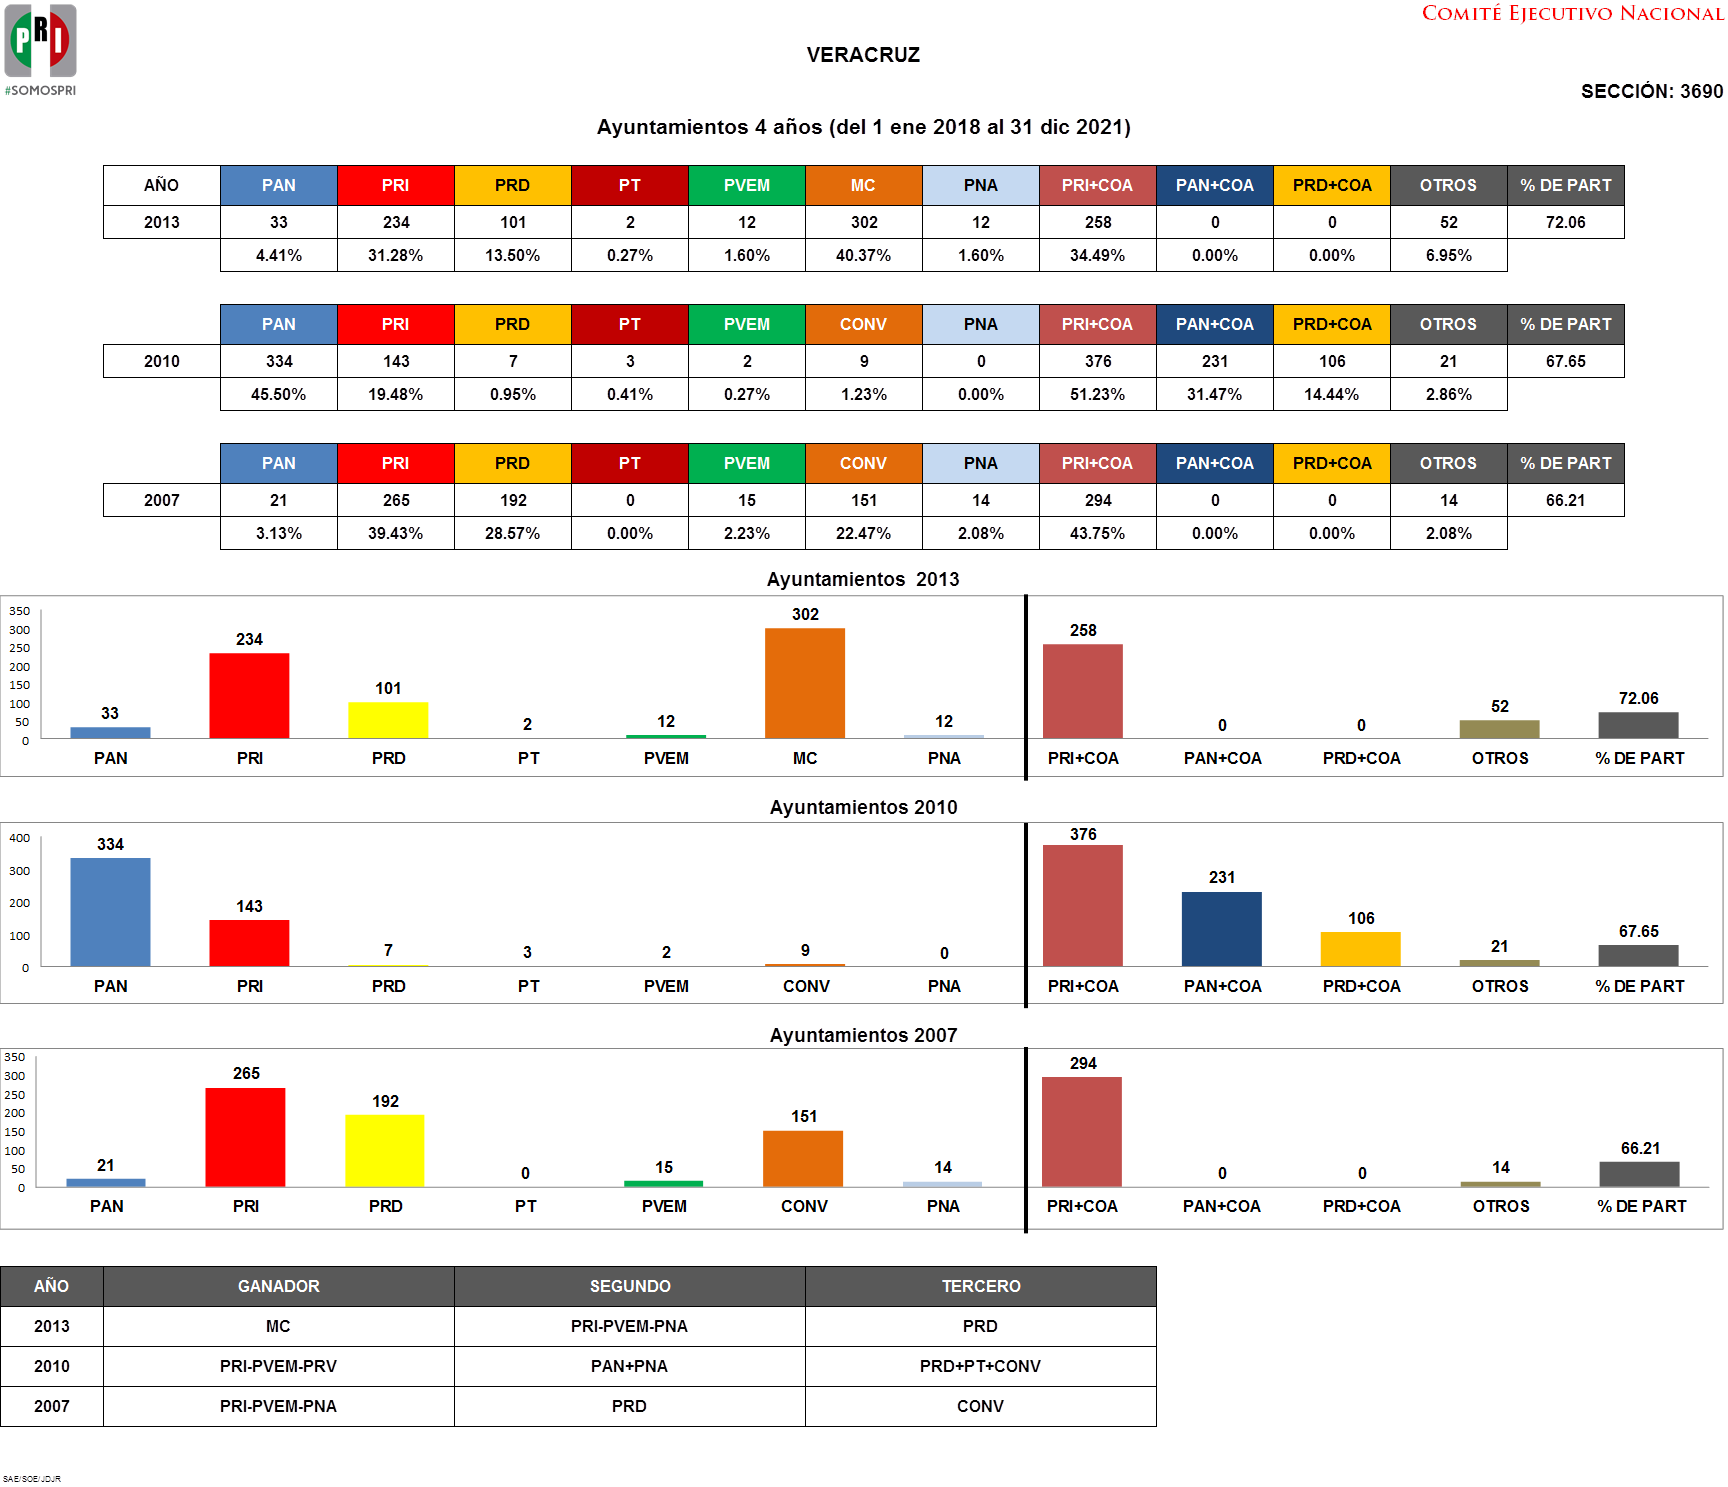 PRI
#SOMOSPRI
COMITÉ EJECUTIVO NACIONAL
VERACRUZ
SECCIÓN: 3690
Ayuntamientos 4 años (del 1 ene 2018 al 31 dic 2021)
AÑO PAN PRI PRD PT PVEM MC PNA PRI+COA PAN+COA PRD+COA OTROS % DE PART
2013 33 234 101 2 12 302 12 258 0 0 52 72.06
4.41% 31.28% 13.50% 0.27% 1.60% 40.37% 1.60% 34.49% 0.00% 0.00% 6.95%
PAN PRI PRD PT PVEM CONV PNA PRI+COA PAN+COA PRD+COA OTROS % DE PART
2010 334 143 7 3 2 9 0 376 231 106 21 67.65
45.50% 19.48% 0.95% 0.41% 0.27% 1.23% 0.00% 51.23% 31.47% 14.44% 2.86%
PAN PRI PRD PT PVEM CONV PNA PRI+COA PAN+COA PRD+COA OTROS % DE PART
2007 21 265 192 0 15 151 14 294 0 0 14 66.21
3.13% 39.43% 28.57% 0.00% 2.23% 22.47% 2.08% 43.75% 0.00% 0.00% 2.08%
Ayuntamientos 2013
350
300
250
200
150
100
50
0
33 234 101 2 12 302 12 258 0 0 52 72.06
PAN PRI PRD PT PVEM MC PNA PRI+COA PAN+COA PRD+COA OTROS % DE PART
Ayuntamientos 2010
400
300
200
100
0
334 143 7 3 2 9 0 376 231 106 21 67.65
PAN PRI PRD PT PVEM CONV PNA PRI+COA PAN+COA PRD+COA OTROS % DE PART
Ayuntamientos 2007
350
300
250
200
150
100
50
0
21 265 192 0 15 151 14 294 0 0 14 66.21
PAN PRI PRD PT PVEM CONV PNA PRI+COA PAN+COA PRD+COA OTROS % DE PART
AÑO GANADOR SEGUNDO TERCERO
2013 MC PRI-PVEM-PNA PRD
2010 PRI-PVEM-PRV PAN+PNA PRD+PT+CONV
2007 PRI-PVEM-PNA PRD CONV
SAE/SOE/JDJR